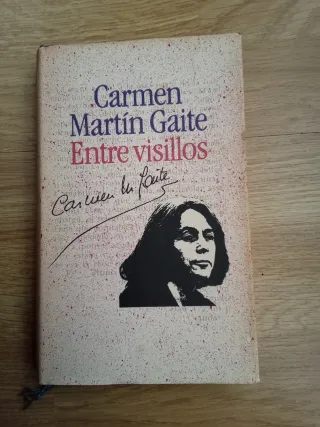 Carmen
Martín Gaite
Entre visillos
Carmen M Gaite